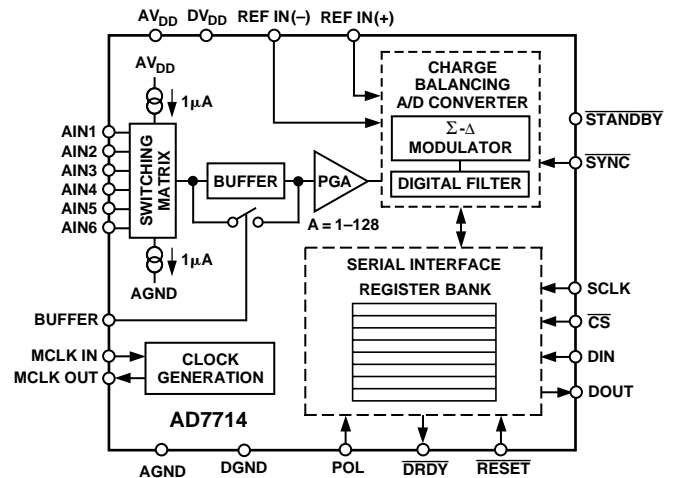 AVDD DVDD REF IN(–) REF IN(+)
AVDD
1µA
AIN1
AIN2
AIN3
AIN4
AIN5
AIN6
SWITCHING
MATRIX
1µA
AGND
BUFFER
PGA
A = 1–128
CHARGE
BALANCING
A/D CONVERTER
Σ-Δ
MODULATOR
DIGITAL FILTER
STANDBY
SYNC
SERIAL INTERFACE
REGISTER BANK
SCLK
CS
DIN
DOUT
BUFFER
MCLK IN
MCLK OUT
CLOCK
GENERATION
AD7714
AGND DGND POL DRDY RESET